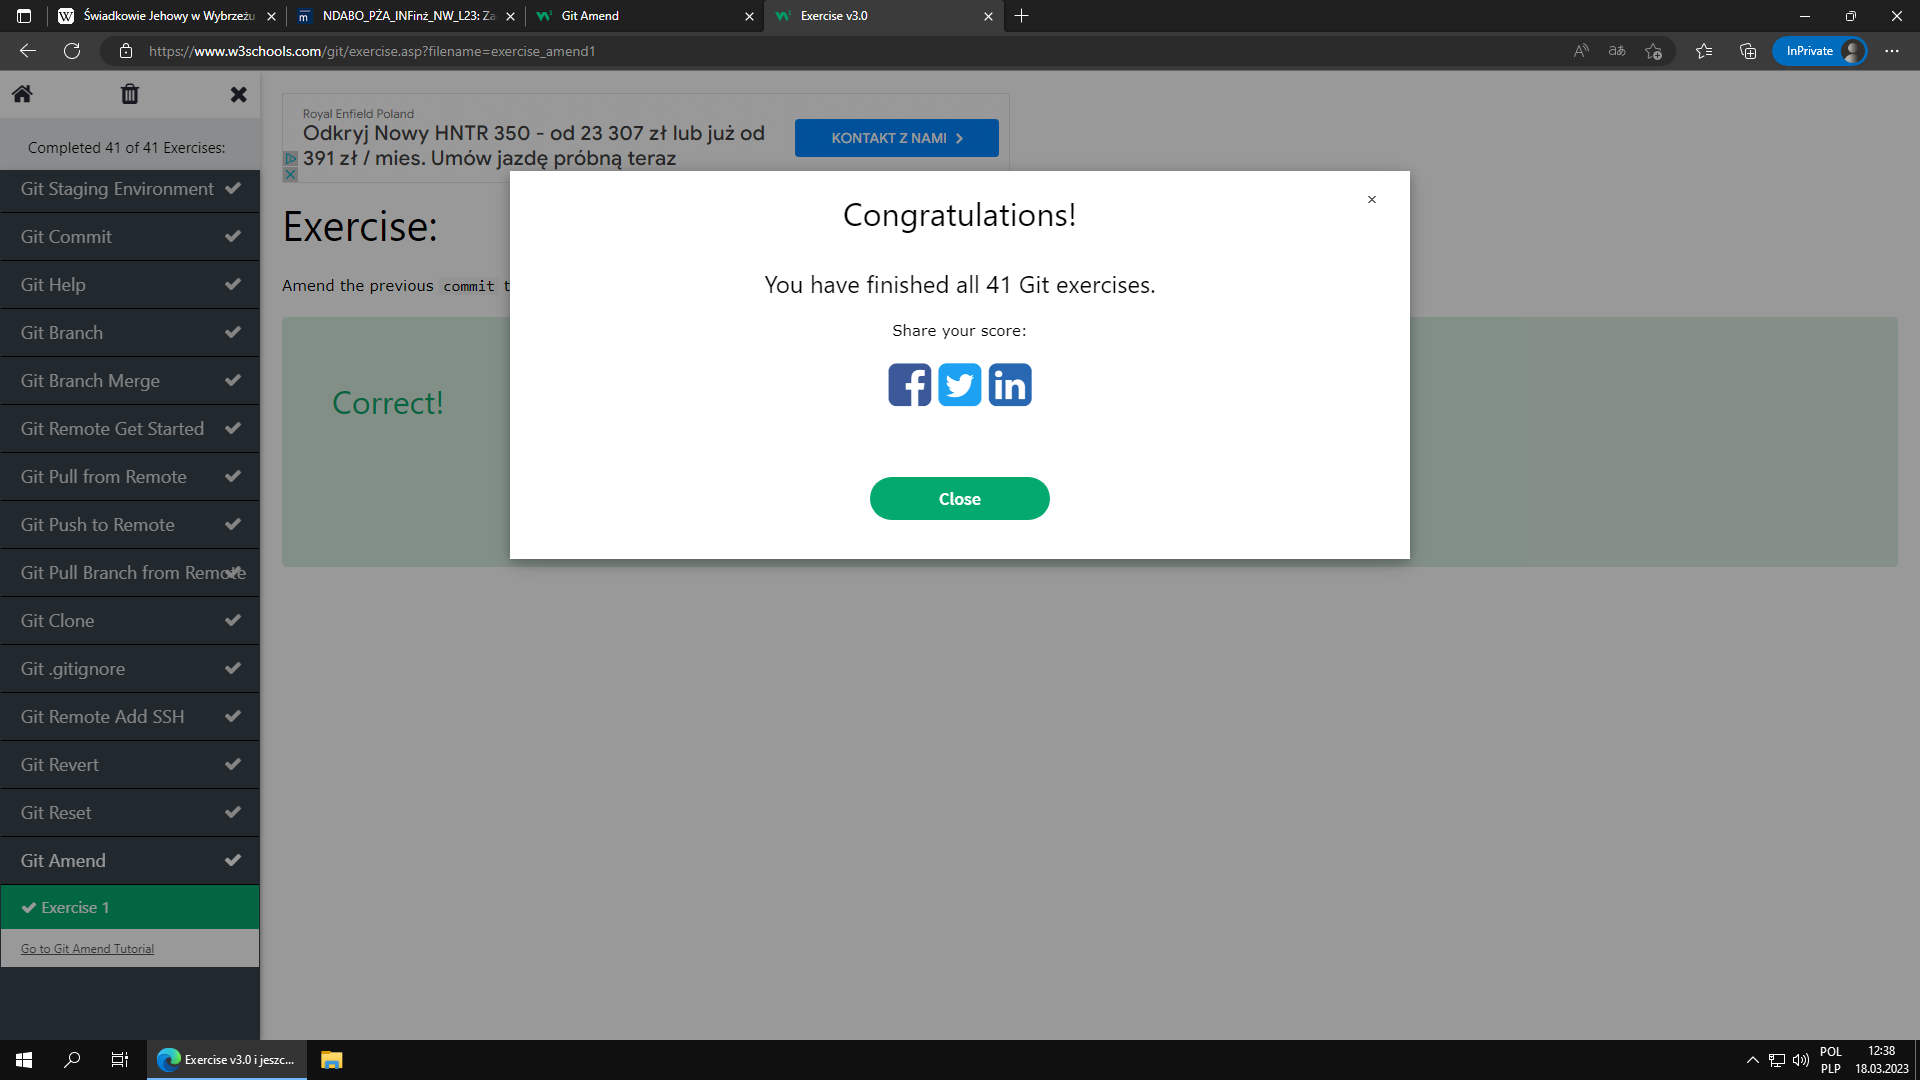 Świadkowie Jehowy w Wybrzeżu
NDABO_PŻA_INFinż_NW_L23: Za
Git Amend
Exercise v3.0
https://www.w3schools.com/git/exercise.asp?filename=exercise_amend1
InPrivate
Completed 41 of 41 Exercises:
Git Staging Environment
Git Commit
Git Help
Git Branch
Git Branch Merge
Git Remote Get Started
Git Pull from Remote
Git Push to Remote
Git Pull Branch from Remote
Git Clone
Git .gitignore
Git Remote Add SSH
Git Revert
Git Reset
Git Amend
Exercise 1
Go to Git Amend Tutorial
Royal Enfield Poland
Odkryj Nowy HNTR 350 - od 23 307 zł lub już od
391 zł / mies. Umów jazdę próbną teraz
KONTAKT Z NAMI
Exercise:
Amend the previous commit t
Correct!
Congratulations!
You have finished all 41 Git exercises.
Share your score:
Close
Exercise v3.0 i jeszc...
POL
PLP
12:38
18.03.2023